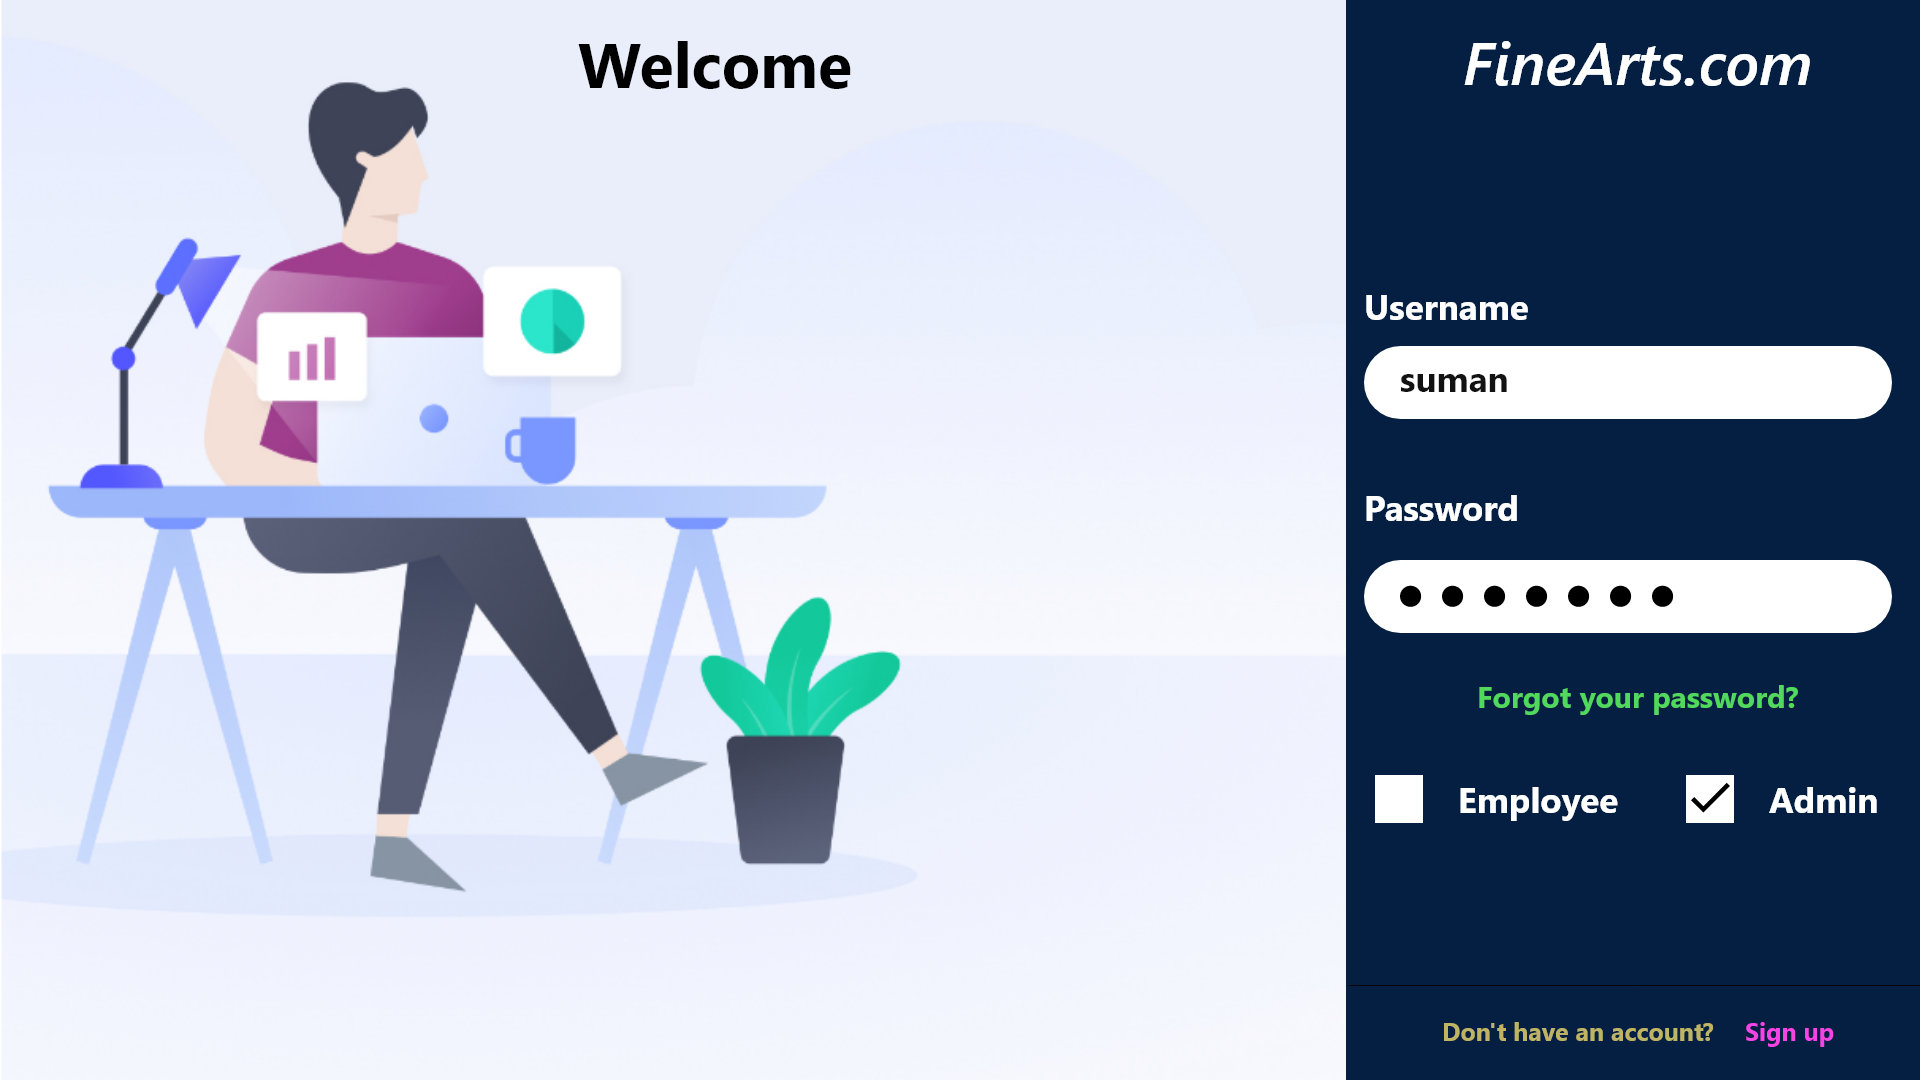 Welcome
FineArts.com
Username
suman
Password
Forgot your password?
Employee Admin
Don't have an account? Sign up